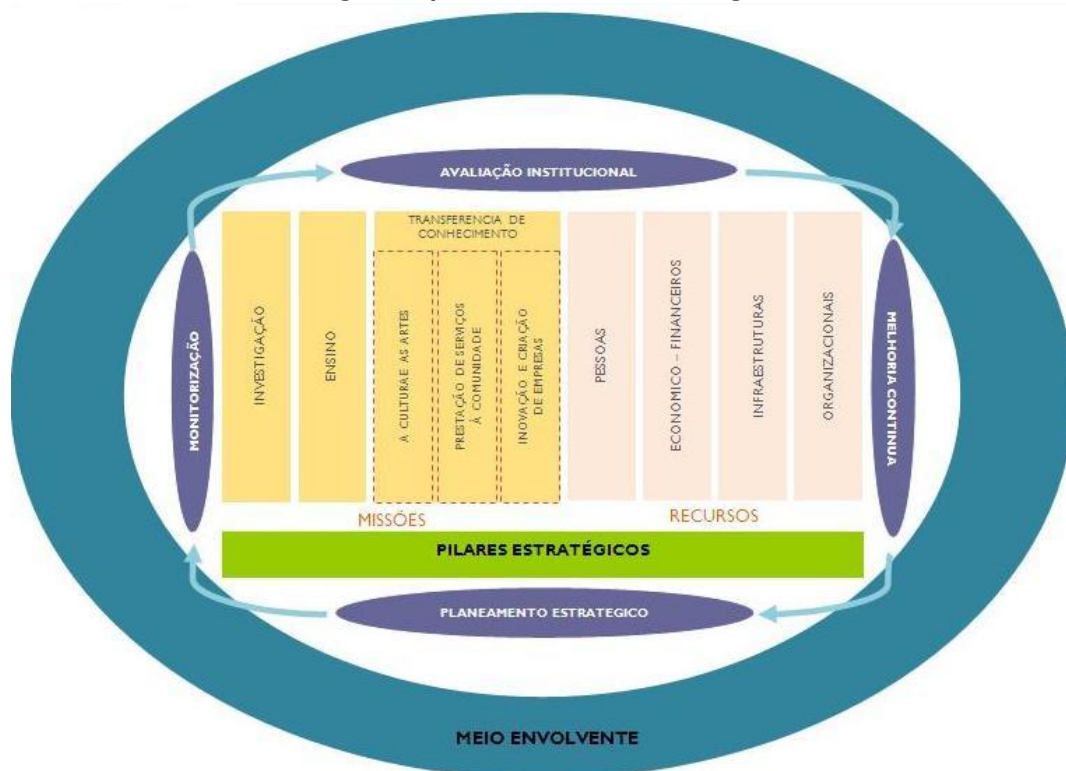 AVALIAÇÃO INSTITUCIONAL
TRANSFERENCIA DE
CONHECIMENTO
MONITORIZAÇÃO
INVESTIGAÇÃO
ENSINO
A CULTURA E AS ARTES
PRESTAÇÃO DE SERVIÇOS
À COMUNIDADE
INOVAÇÃO E CRIAÇÃO
DE EMPRESAS
PESSOAS
ECONOMICO – FINANCEIROS
INFRAESTRUTURAS
ORGANIZACIONAIS
MELHORIA CONTINUA
MISSÕES
RECURSOS
PILARES ESTRATÉGICOS
PLANEAMENTO ESTRATEGICO
MEIO ENVOLVENTE